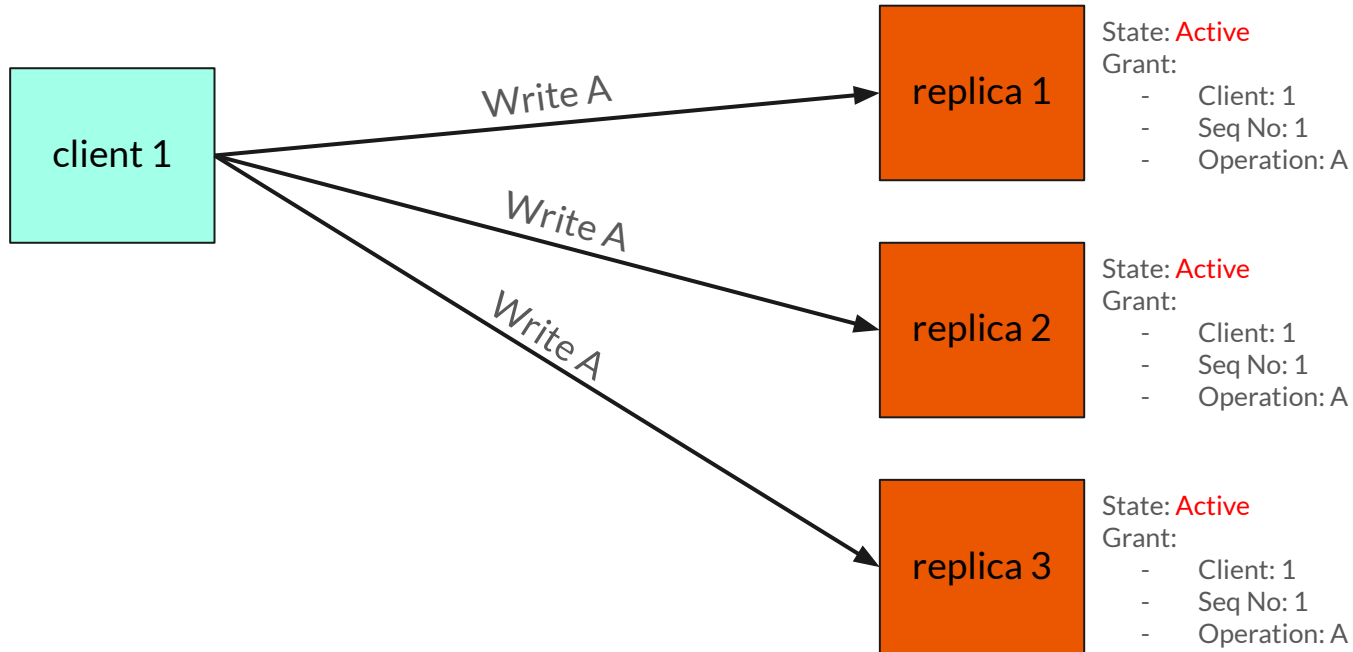 client 1
Write A
Write A
Write A
replica 1
State: Active
Grant:
- Client: 1
- Seq No: 1
- Operation: A
replica 2
State: Active
Grant:
- Client: 1
- Seq No: 1
- Operation: A
replica 3
State: Active
Grant:
- Client: 1
- Seq No: 1
- Operation: A